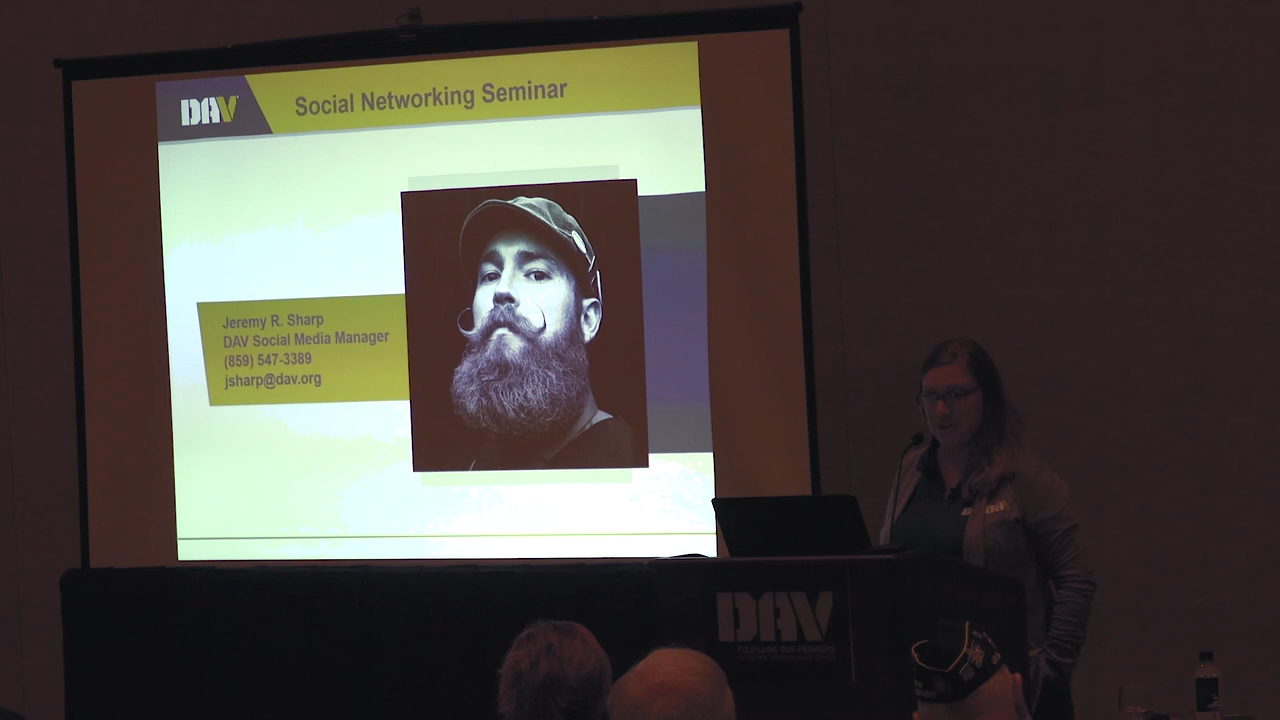 DAV
Social Networking Seminar
Jeremy R. Sharp
DAV Social Media Manager
(859) 547-3389
jsharp@dav.org
DAV
FULFILLING OUR PROMISES